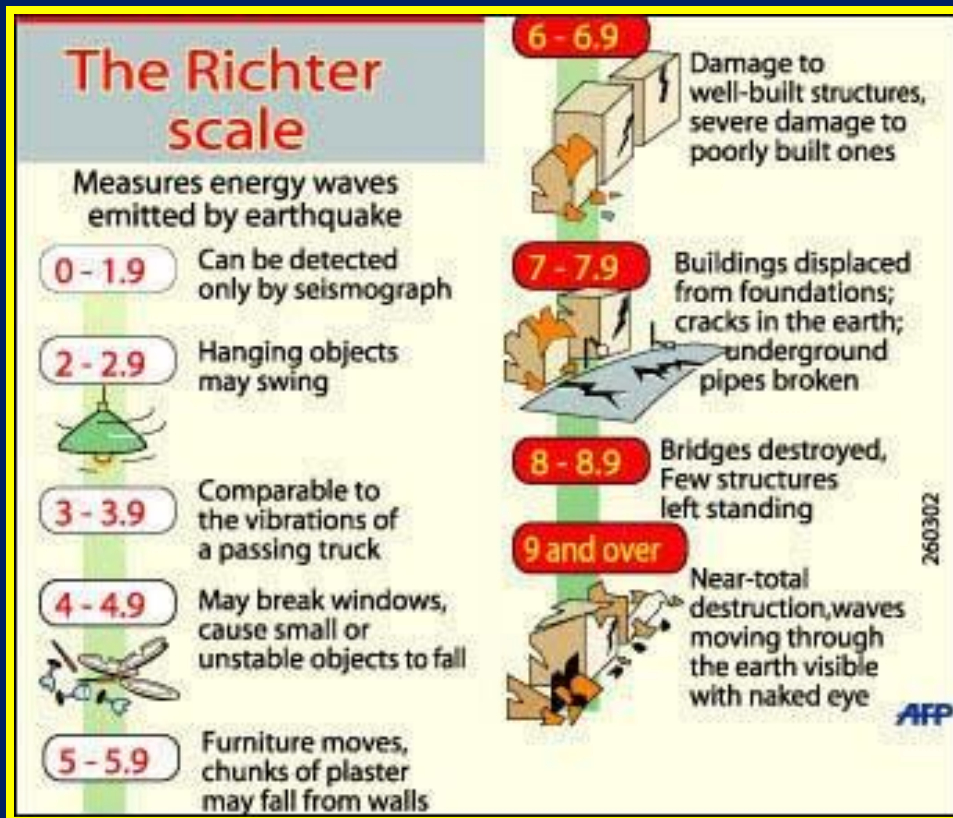 The Richter
scale
Measures energy waves
emitted by earthquake
0 - 1.9
Can be detected
only by seismograph
2 - 2.9
Hanging objects
may swing
3 - 3.9
Comparable to
the vibrations of
a passing truck
4 - 4.9
May break windows,
cause small or
unstable objects to fall
5 - 5.9
Furniture moves,
chunks of plaster
may fall from walls
6 - 6.9
Damage to
well-built structures,
severe damage to
poorly built ones
7 - 7.9
Buildings displaced
from foundations;
cracks in the earth;
underground
pipes broken
8 - 8.9
Bridges destroyed,
Few structures
left standing
9 and over
Near-total
destruction,waves
moving through
the earth visible
with naked eye
260302
AFP